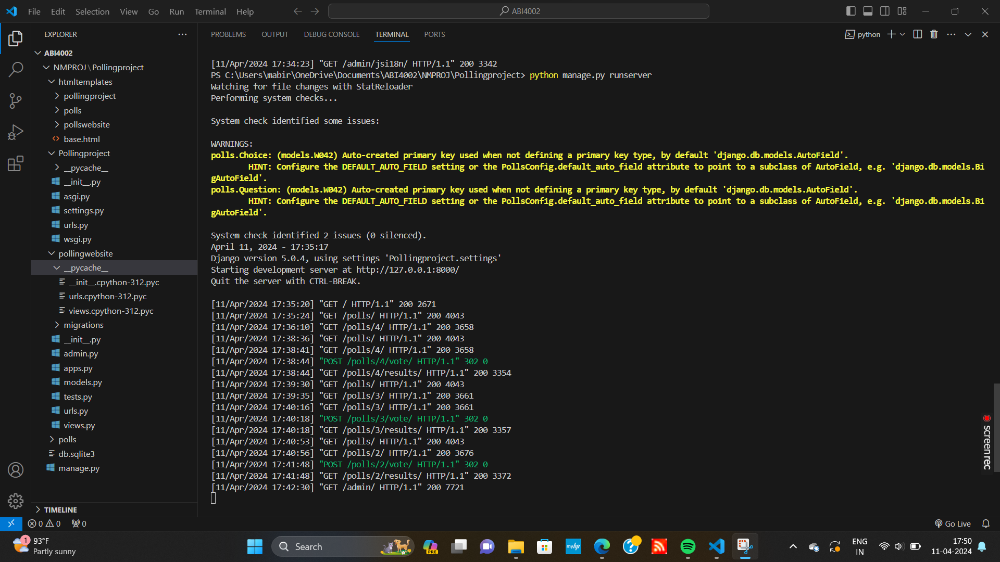 File Edit Selection View Go Run Terminal Help
ABI4002
EXPLORER
ABI4002
NMPROJ\Pollingproject
htmltemplates
pollingproject
polls
pollswebsite
base.html
Pollingproject
__pycache__
__init__.py
asgi.py
settings.py
urls.py
wsgi.py
pollingwebsite
__pycache__
__init__.cpython-312.pyc
urls.cpython-312.pyc
views.cpython-312.pyc
migrations
__init__.py
admin.py
apps.py
models.py
tests.py
urls.py
views.py
polls
db.sqlite3
manage.py
TIMELINE
PROBLEMS OUTPUT DEBUG CONSOLE TERMINAL PORTS
python
[11/Apr/2024 17:34:23] "GET /admin/jsi18n/ HTTP/1.1" 200 3342
PS C:\Users\mabir\OneDrive\Documents\ABI4002\NMPROJ\Pollingproject> python manage.py runserver
Watching for file changes with StatReloader
Performing system checks...
System check identified some issues:
WARNINGS:
polls.Choice: (models.W042) Auto-created primary key used when not defining a primary key type, by default 'django.db.models.AutoField'.
HINT: Configure the DEFAULT_AUTO_FIELD setting or the PollsConfig.default_auto_field attribute to point to a subclass of AutoField, e.g. 'django.db.models.Bi
gAutoField'.
polls.Question: (models.W042) Auto-created primary key used when not defining a primary key type, by default 'django.db.models.AutoField'.
HINT: Configure the DEFAULT_AUTO_FIELD setting or the PollsConfig.default_auto_field attribute to point to a subclass of AutoField, e.g. 'django.db.models.Bi
gAutoField'.
System check identified 2 issues (0 silenced).
April 11, 2024 - 17:35:17
Django version 5.0.4, using settings 'Pollingproject.settings'
Starting development server at http://127.0.0.1:8000/
Quit the server with CTRL-BREAK.
[11/Apr/2024 17:35:20] "GET / HTTP/1.1" 200 2671
[11/Apr/2024 17:35:24] "GET /polls/ HTTP/1.1" 200 4043
[11/Apr/2024 17:36:10] "GET /polls/4/ HTTP/1.1" 200 3658
[11/Apr/2024 17:38:36] "GET /polls/ HTTP/1.1" 200 4043
[11/Apr/2024 17:38:41] "GET /polls/4/ HTTP/1.1" 200 3658
[11/Apr/2024 17:38:44] "POST /polls/4/vote/ HTTP/1.1" 302 0
[11/Apr/2024 17:38:44] "GET /polls/4/results/ HTTP/1.1" 200 3354
[11/Apr/2024 17:39:30] "GET /polls/ HTTP/1.1" 200 4043
[11/Apr/2024 17:39:35] "GET /polls/3/ HTTP/1.1" 200 3661
[11/Apr/2024 17:40:16] "GET /polls/3/ HTTP/1.1" 200 3661
[11/Apr/2024 17:40:18] "POST /polls/3/vote/ HTTP/1.1" 302 0
[11/Apr/2024 17:40:18] "GET /polls/3/results/ HTTP/1.1" 200 3357
[11/Apr/2024 17:40:53] "GET /polls/ HTTP/1.1" 200 4043
[11/Apr/2024 17:40:56] "GET /polls/2/ HTTP/1.1" 200 3676
[11/Apr/2024 17:41:48] "POST /polls/2/vote/ HTTP/1.1" 302 0
[11/Apr/2024 17:41:48] "GET /polls/2/results/ HTTP/1.1" 200 3372
[11/Apr/2024 17:42:30] "GET /admin/ HTTP/1.1" 200 7721
screenrec
0 0 0
Go Live
1
93°F
Partly sunny
Search
PRE
myhp
ENG
IN
17:50
11-04-2024